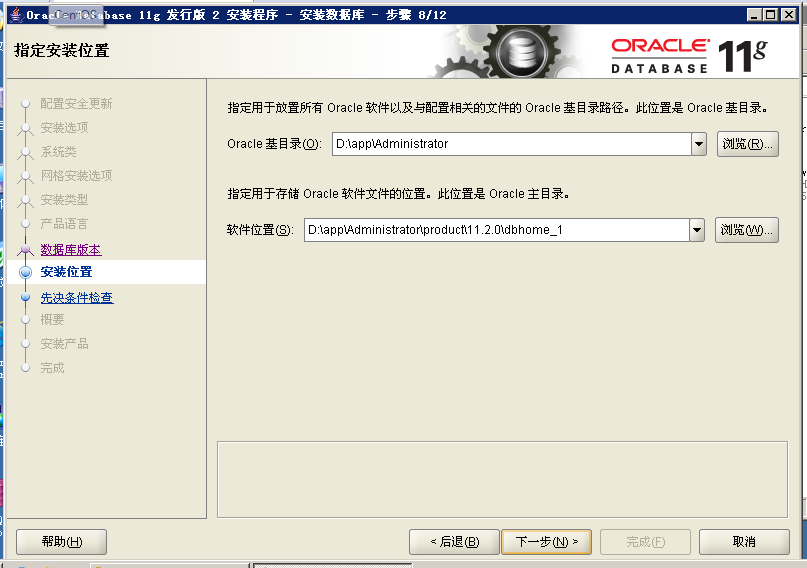 Oracle Database 11g 发行版 2 安装程序 - 安装数据库 - 步骤 8/12
指定安装位置
ORACLE
DATABASE 11g
配置安全更新
安装选项
系统类
网格安装选项
安装类型
产品语言
数据库版本
安装位置
先决条件检查
概要
安装产品
完成
指定用于放置所有 Oracle 软件以及与配置相关的文件的 Oracle 基目录路径。此位置是 Oracle 基目录。
Oracle 基目录(O): D:\app\Administrator 浏览(R)...
指定用于存储 Oracle 软件文件的位置。此位置是 Oracle 主目录。
软件位置(S): D:\app\Administrator\product\11.2.0\dbhome_1 浏览(W)...
帮助(H) < 后退(B) 下一步(N) > 完成(F) 取消